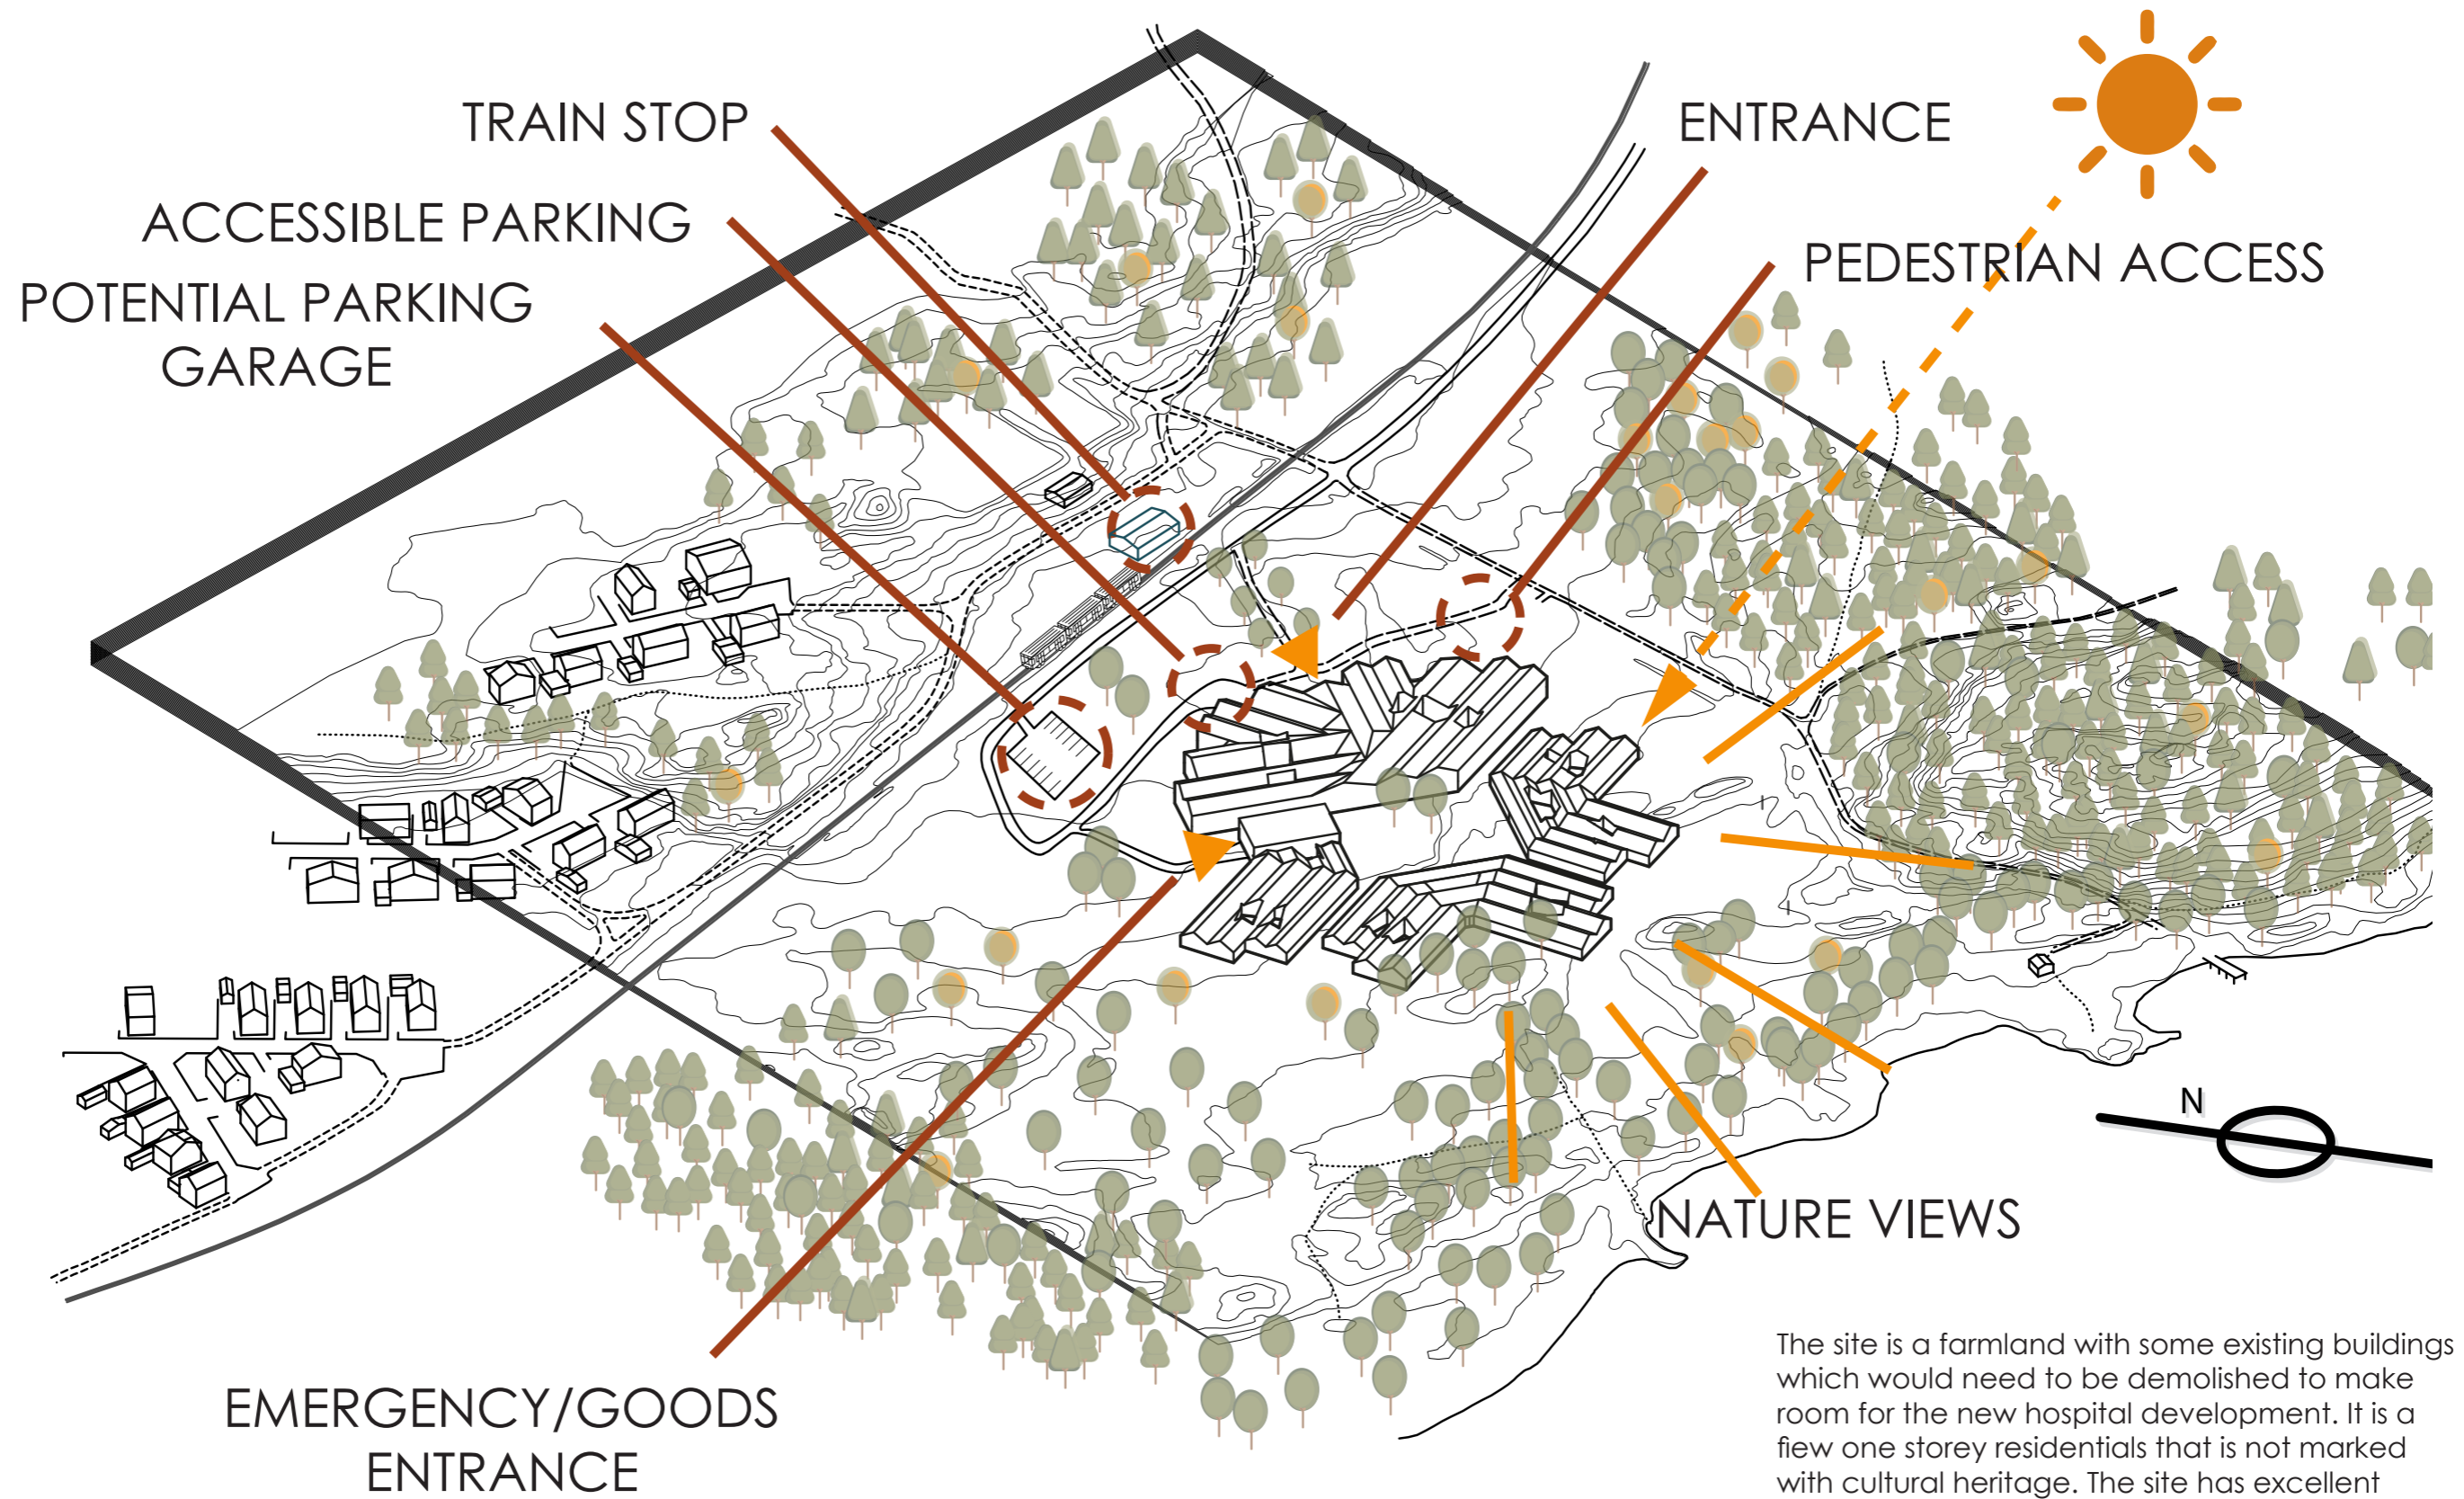 TRAIN STOP
ENTRANCE
ACCESSIBLE PARKING
PEDESTRIAN ACCESS
POTENTIAL PARKING
GARAGE
N
NATURE VIEWS
EMERGENCY/GOODS
ENTRANCE
The site is a farmland with some existing buildings
which would need to be demolished to make
room for the new hospital development. It is a
fiew one storey residentials that is not marked
with cultural heritage. The site has excellent